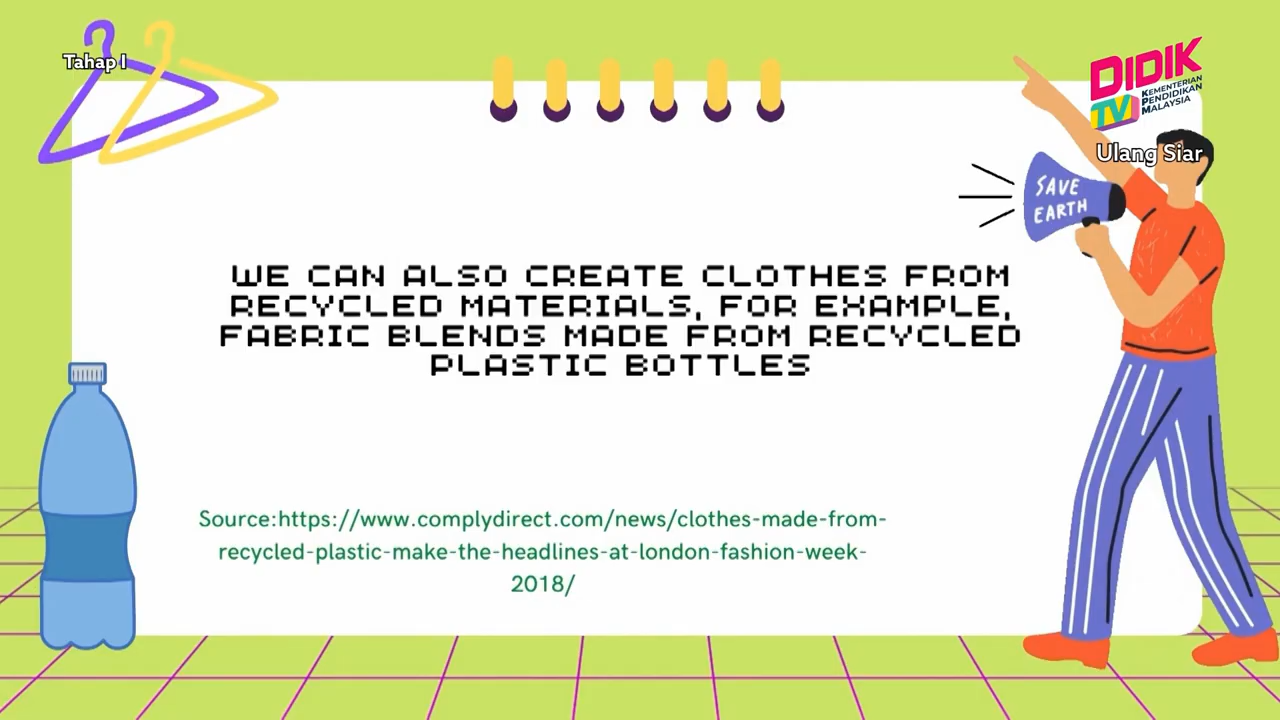 Tahap I
DIDIK
TV
KEMENTERIAN
PENDIDIKAN
MALAYSIA
Ulang Siar
SAVE
EARTH
WE CAN ALSO CREATE CLOTHES FROM
RECYCLED MATERIALS, FOR EXAMPLE,
FABRIC BLENDS MADE FROM RECYCLED
PLASTIC BOTTLES
Source:https://www.complydirect.com/news/clothes-made-from-
recycled-plastic-make-the-headlines-at-london-fashion-week-
2018/